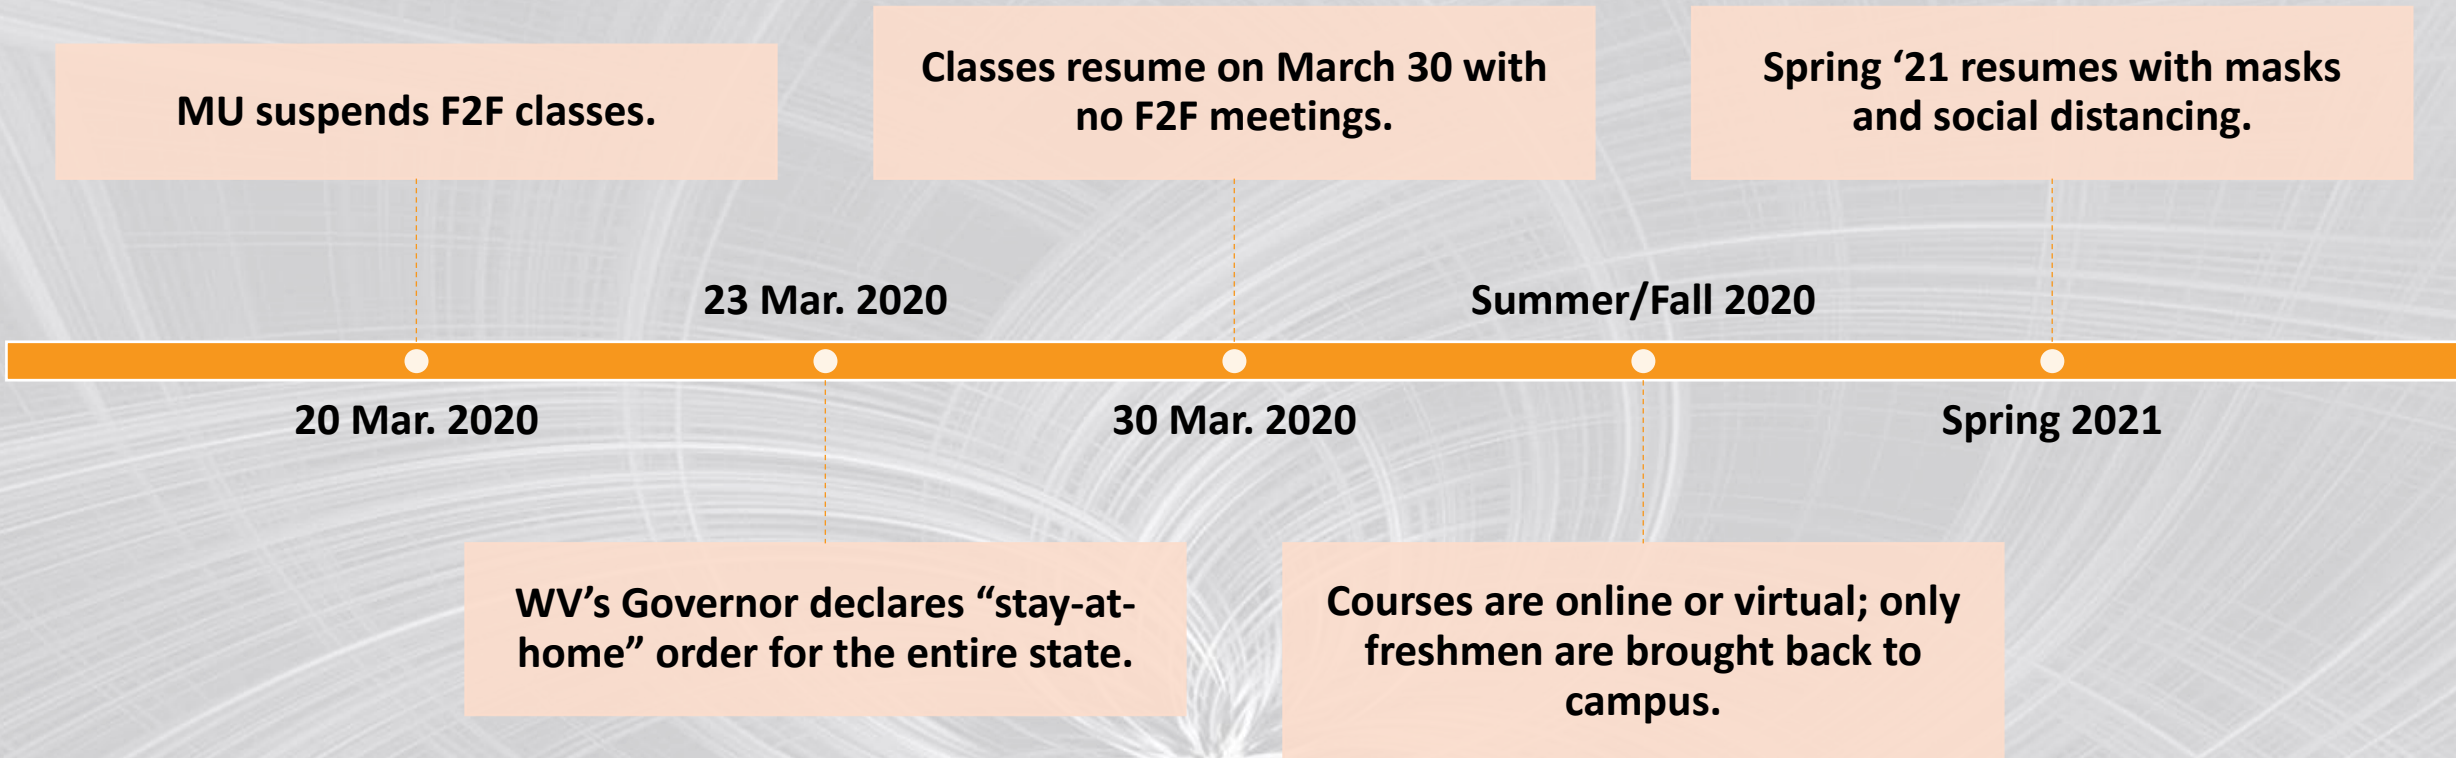 MU suspends F2F classes.
20 Mar. 2020
23 Mar. 2020
WV’s Governor declares “stay-at-
home” order for the entire state.
Classes resume on March 30 with
no F2F meetings.
30 Mar. 2020
Summer/Fall 2020
Courses are online or virtual; only
freshmen are brought back to
campus.
Spring ‘21 resumes with masks
and social distancing.
Spring 2021